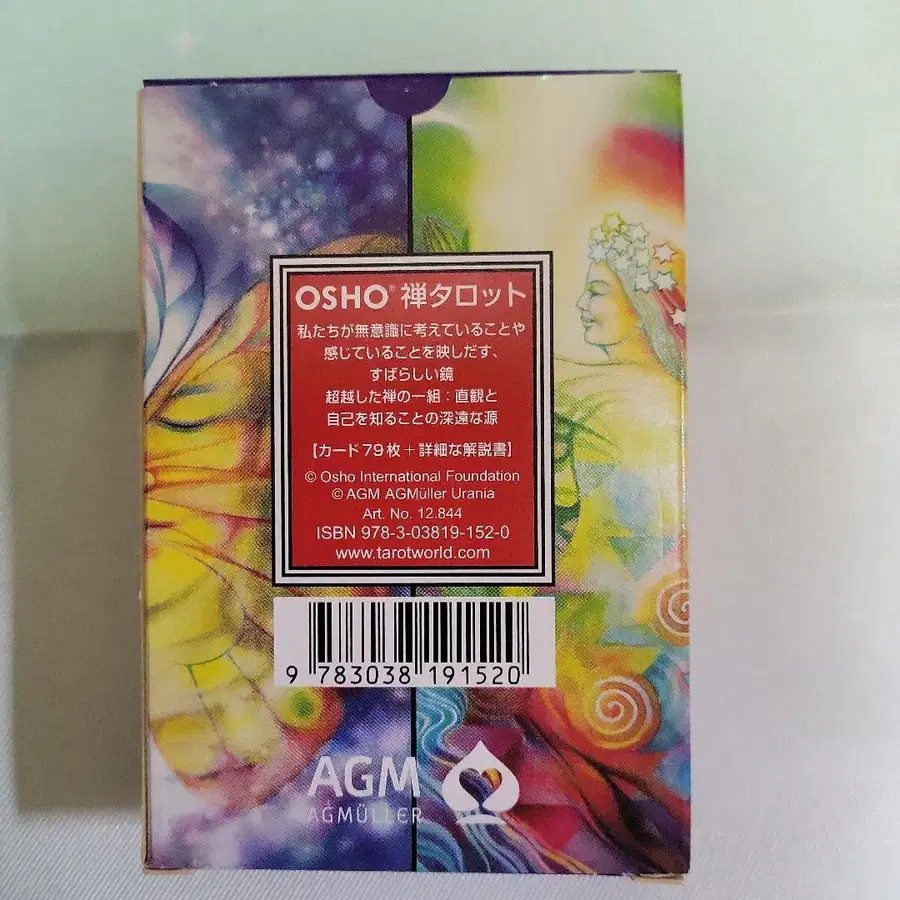 OSHO® 禅タロット
私たちが無意識に考えていることや
感じていることを映しだす、
すばらしい鏡
超越した禅の一組：直観と
自己を知ることの深遠な源
【カード79枚＋詳細な解説書】
© Osho International Foundation
© AGM AGMüller Urania
Art. No. 12.844
ISBN 978-3-03819-152-0
www.tarotworld.com
9 783038 191520
AGM
AGMÜLLER